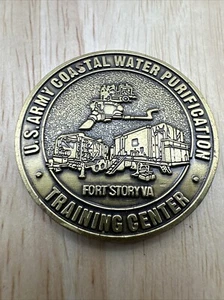 U.S. ARMY COASTAL WATER PURIFICATION
FORT STORY VA
TRAINING CENTER